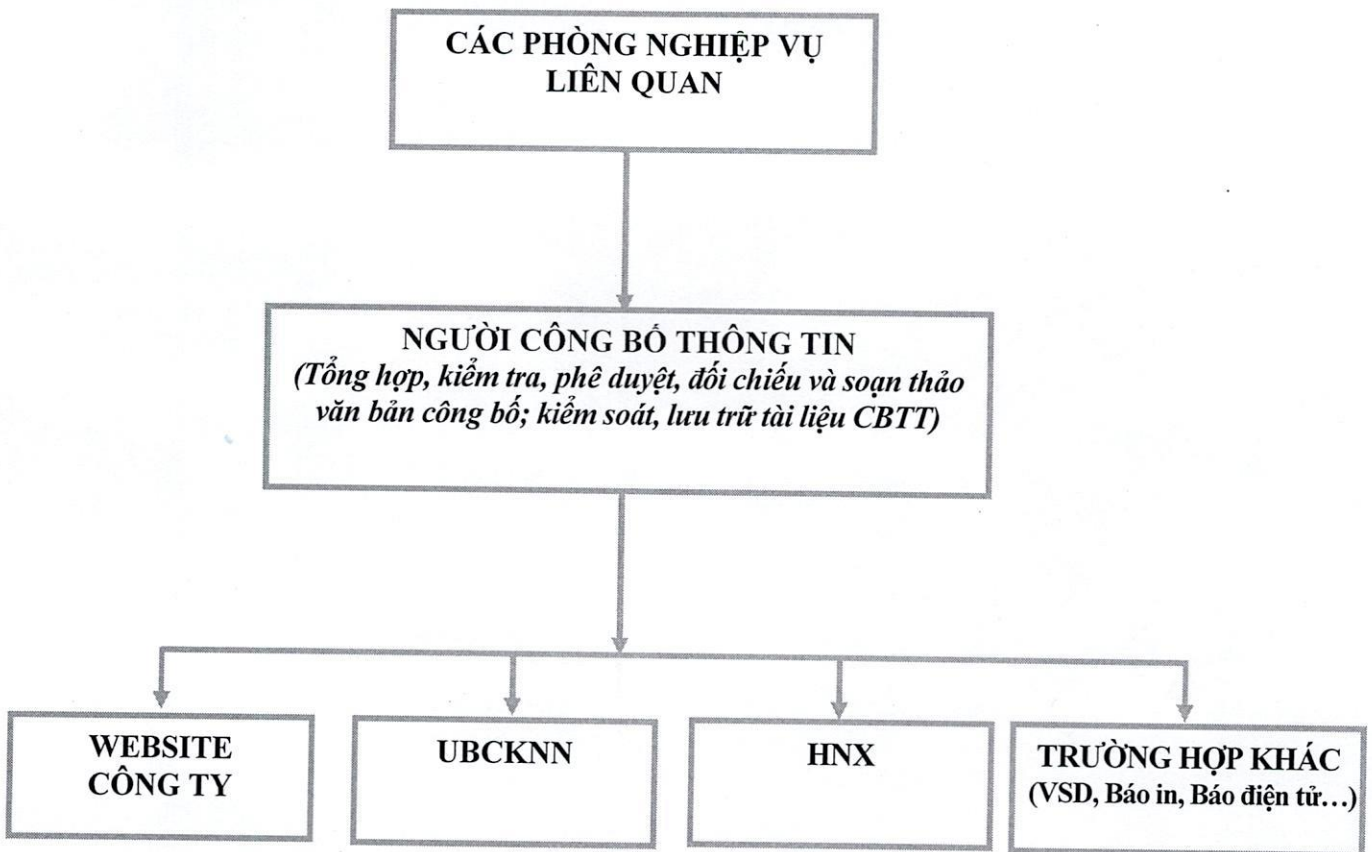 CÁC PHÒNG NGHIỆP VỤ
LIÊN QUAN
NGƯỜI CÔNG BỐ THÔNG TIN
(Tổng hợp, kiểm tra, phê duyệt, đối chiếu và soạn thảo
văn bản công bố; kiểm soát, lưu trữ tài liệu CBTT)
WEBSITE
CÔNG TY
UBCKNN
HNX
TRƯỜNG HỢP KHÁC
(VSD, Báo in, Báo điện tử…)